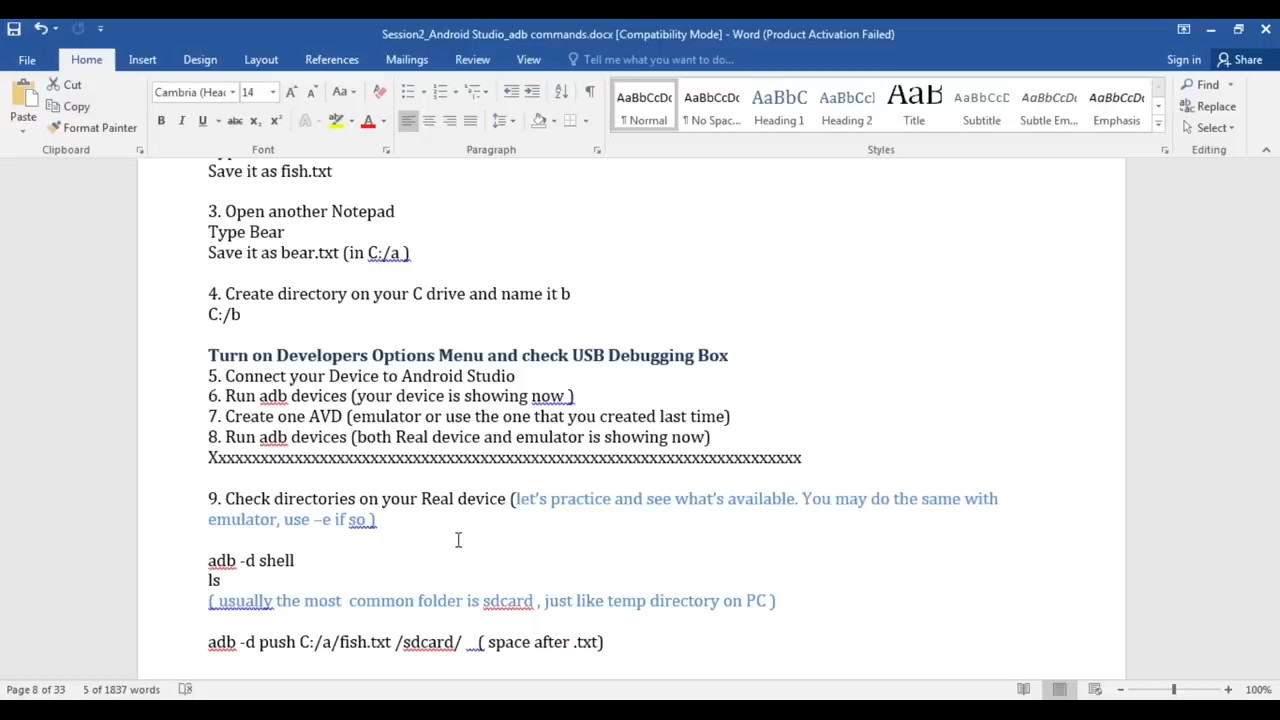 Session2_Android Studio_adb commands.docx [Compatibility Mode] - Word (Product Activation Failed)
File Home Insert Design Layout References Mailings Review View Tell me what you want to do... Sign in Share
Paste Cut Copy Format Painter
Cambria (Head 14
AaBbCcDc AaBbCcDc AaBbC AaBbCcI AaB AaBbCcD AaBbCcDc AaBbCcDc
¶ Normal ¶ No Spac... Heading 1 Heading 2 Title Subtitle Subtle Em... Emphasis
Find Replace Select
Clipboard Font Paragraph Styles Editing
Save it as fish.txt
3. Open another Notepad
Type Bear
Save it as bear.txt (in C:/a )
4. Create directory on your C drive and name it b
C:/b
Turn on Developers Options Menu and check USB Debugging Box
5. Connect your Device to Android Studio
6. Run adb devices (your device is showing now )
7. Create one AVD (emulator or use the one that you created last time)
8. Run adb devices (both Real device and emulator is showing now)
Xxxxxxxxxxxxxxxxxxxxxxxxxxxxxxxxxxxxxxxxxxxxxxxxxxxxxxxxxxxxxxxxxxx
9. Check directories on your Real device (let’s practice and see what’s available. You may do the same with
emulator, use –e if so )
adb -d shell
ls
( usually the most common folder is sdcard , just like temp directory on PC )
adb -d push C:/a/fish.txt /sdcard/ ( space after .txt)
Page 8 of 33 5 of 1837 words 100%